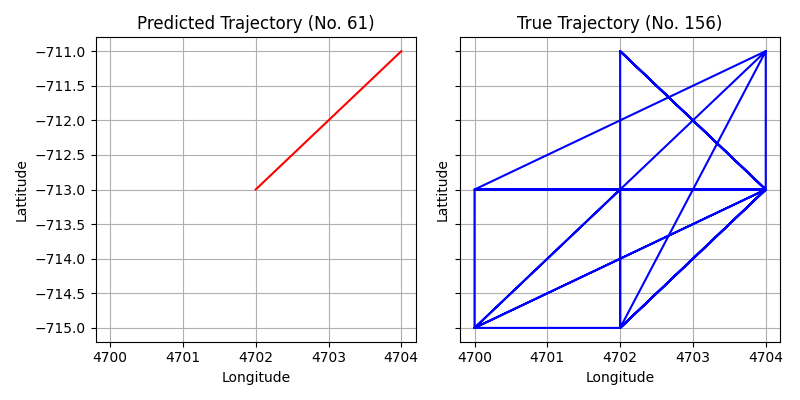 Predicted Trajectory (No. 61)
True Trajectory (No. 156)
Lattitude
−711.0
−711.5
−712.0
−712.5
−713.0
−713.5
−714.0
−714.5
−715.0
4700 4701 4702 4703 4704
Longitude
Lattitude
4700 4701 4702 4703 4704
Longitude